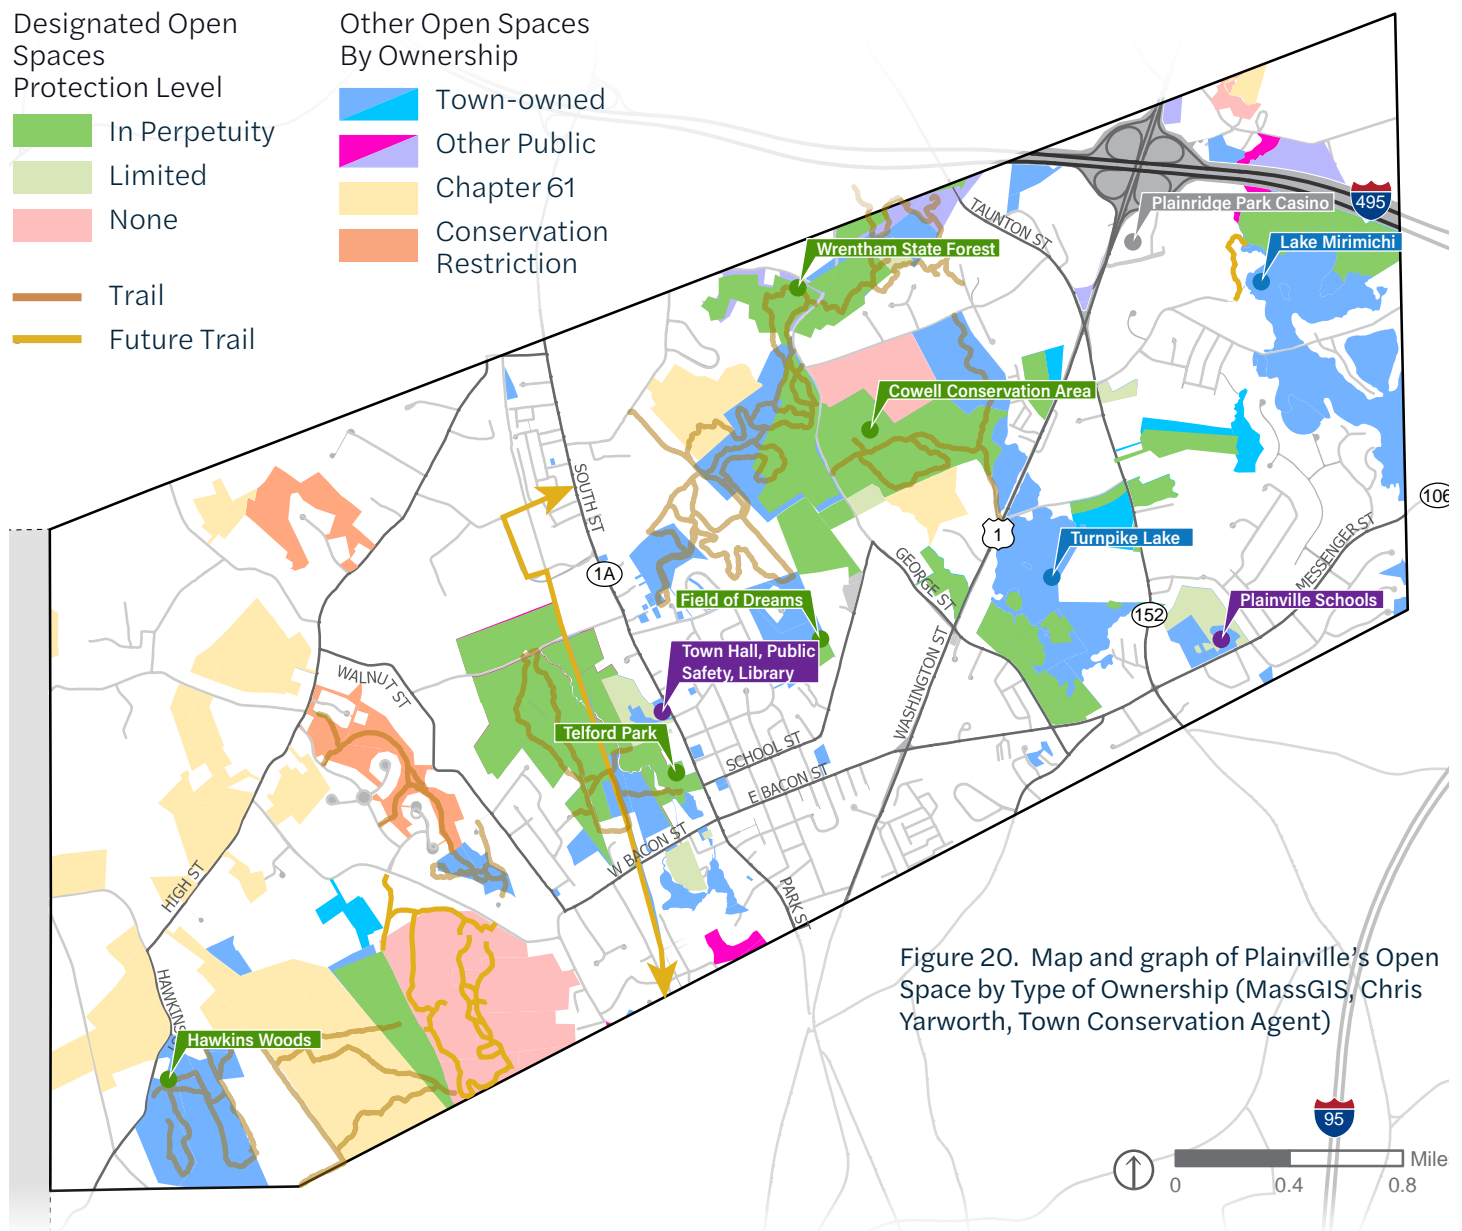 Designated Open
Spaces
Protection Level
In Perpetuity
Limited
None
Trail
Future Trail
Other Open Spaces
By Ownership
Town-owned
Other Public
Chapter 61
Conservation
Restriction
495
Plainridge Park Casino
TAUNTON ST
Lake Mirimichi
Wrentham State Forest
Cowell Conservation Area
SOUTH ST
106
1
Turnpike Lake
MESSENGER ST
1A
GEORGE ST
Field of Dreams
152
Plainville Schools
Town Hall, Public
Safety, Library
WALNUT ST
WASHINGTON ST
Telford Park
SCHOOL ST
E BACON ST
W BACON ST
HIGH ST
PARK ST
HAWKINS
Hawkins Woods
Figure 20. Map and graph of Plainville's Open
Space by Type of Ownership (MassGIS, Chris
Yarworth, Town Conservation Agent)
95
Mile
0 0.4 0.8